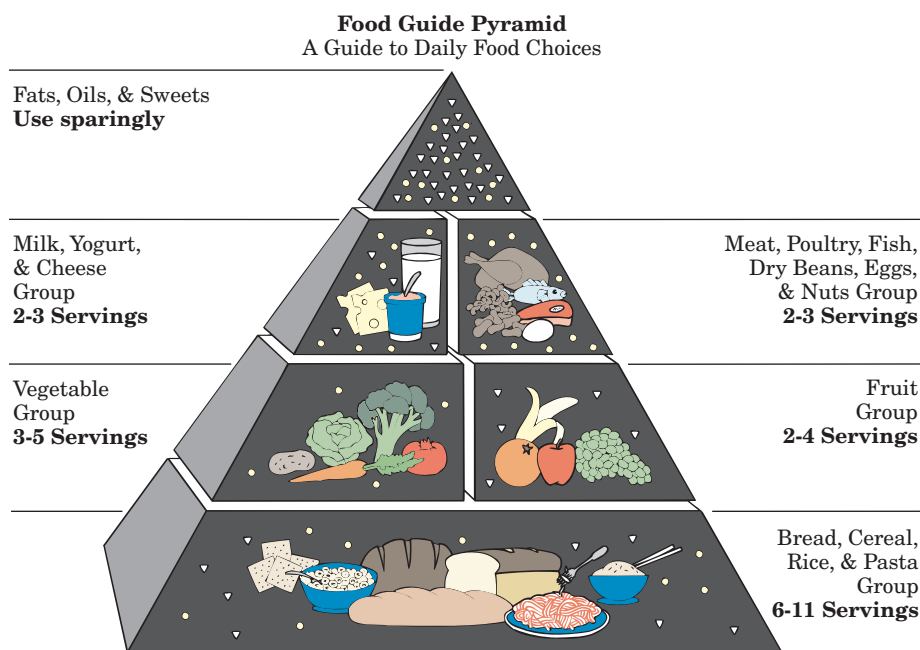 Food Guide Pyramid
A Guide to Daily Food Choices
Fats, Oils, & Sweets
Use sparingly
Milk, Yogurt,
& Cheese
Group
2-3 Servings
Meat, Poultry, Fish,
Dry Beans, Eggs,
& Nuts Group
2-3 Servings
Vegetable
Group
3-5 Servings
Fruit
Group
2-4 Servings
Bread, Cereal,
Rice, & Pasta
Group
6-11 Servings